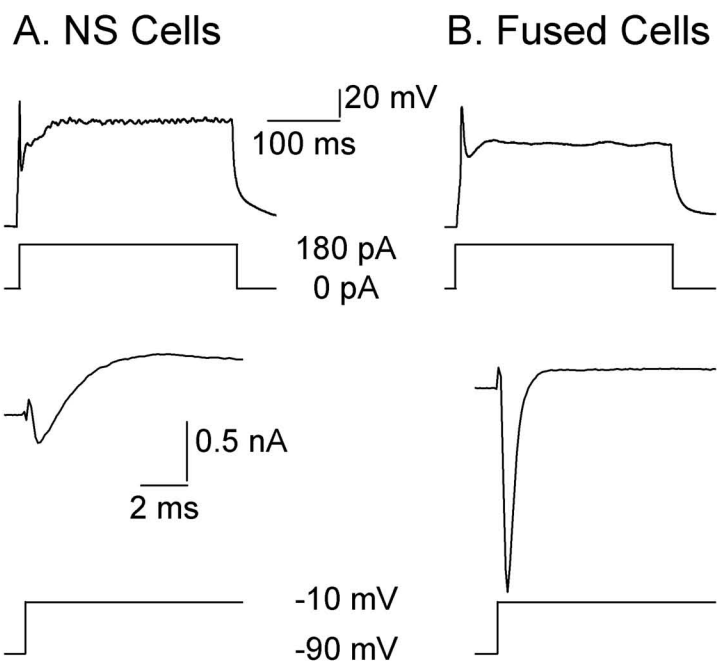 A. NS Cells
B. Fused Cells
20 mV
100 ms
180 pA
0 pA
0.5 nA
2 ms
-10 mV
-90 mV